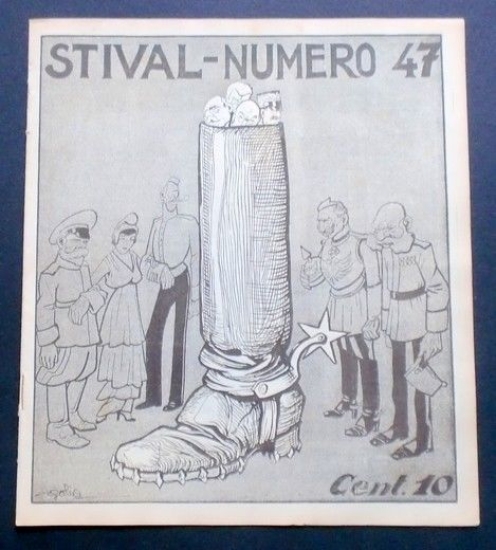 STIVAL-NUMERO 47
Cent. 10